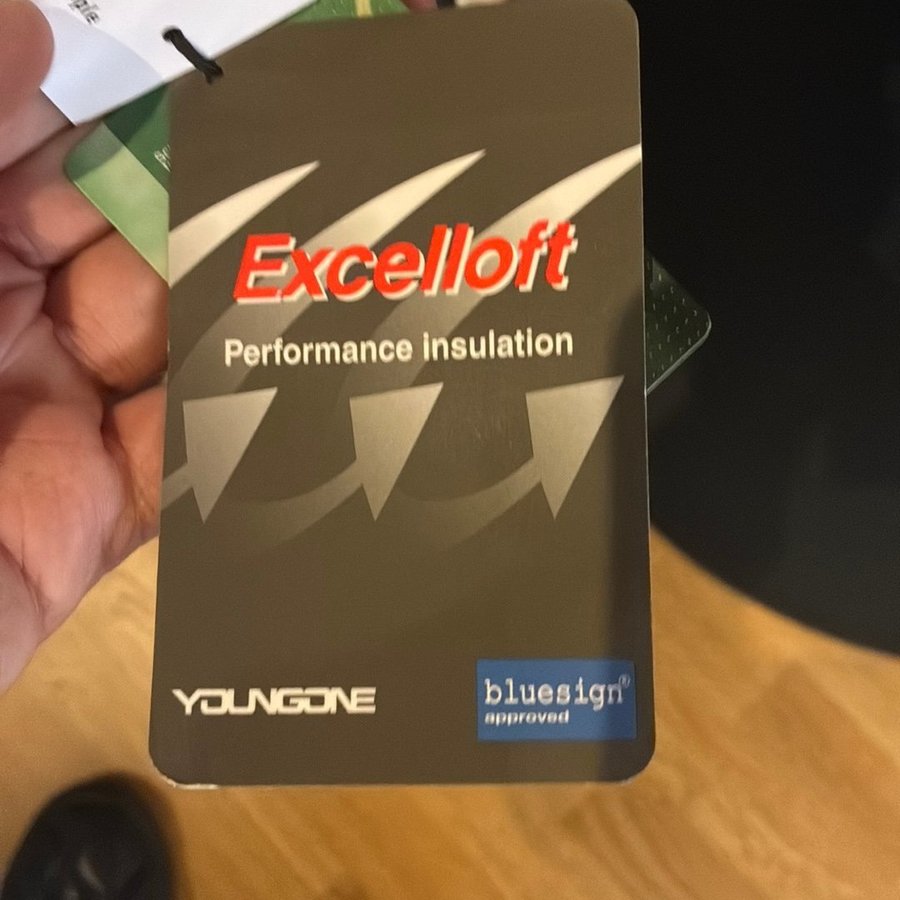 Excelloft
Performance insulation
YOUNGONE
bluesign®
approved